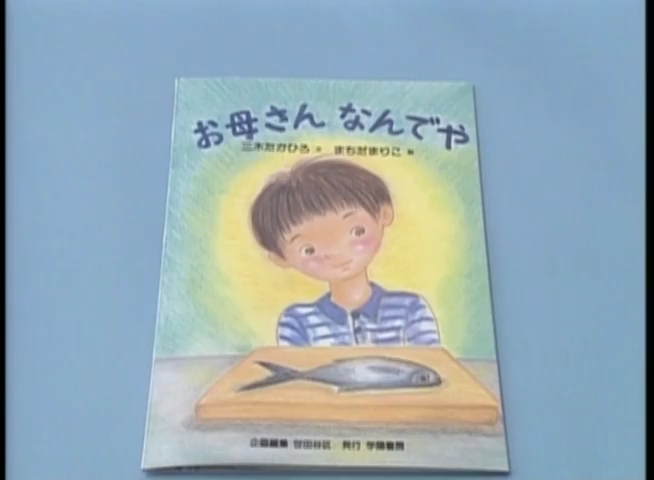 お母さん なんでや
三木たかひろ 文 まちだまりこ 絵
企画編集 世田谷区 発行 学陽書房